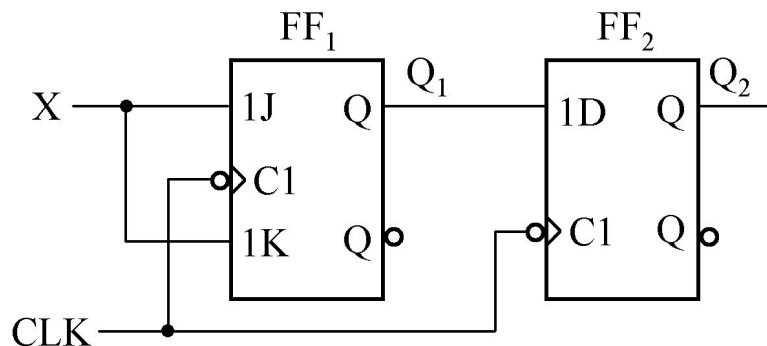 FF₁ FF₂
Q₁ Q₂
X 1J Q 1D Q
C1
1K Q C1 Q
CLK